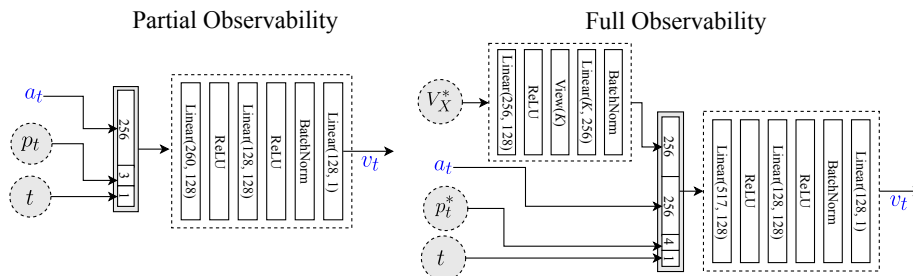 Partial Observability
a_t
p_t
t
256
3
1
Linear(260, 128)
ReLU
Linear(128, 128)
ReLU
BatchNorm
Linear(128, 1)
v_t
Full Observability
V_X^*
Linear(256, 128)
ReLU
View(K)
Linear(K, 256)
BatchNorm
a_t
p_t^*
t
256
256
4
1
Linear(517, 128)
ReLU
Linear(128, 128)
ReLU
BatchNorm
Linear(128, 1)
v_t